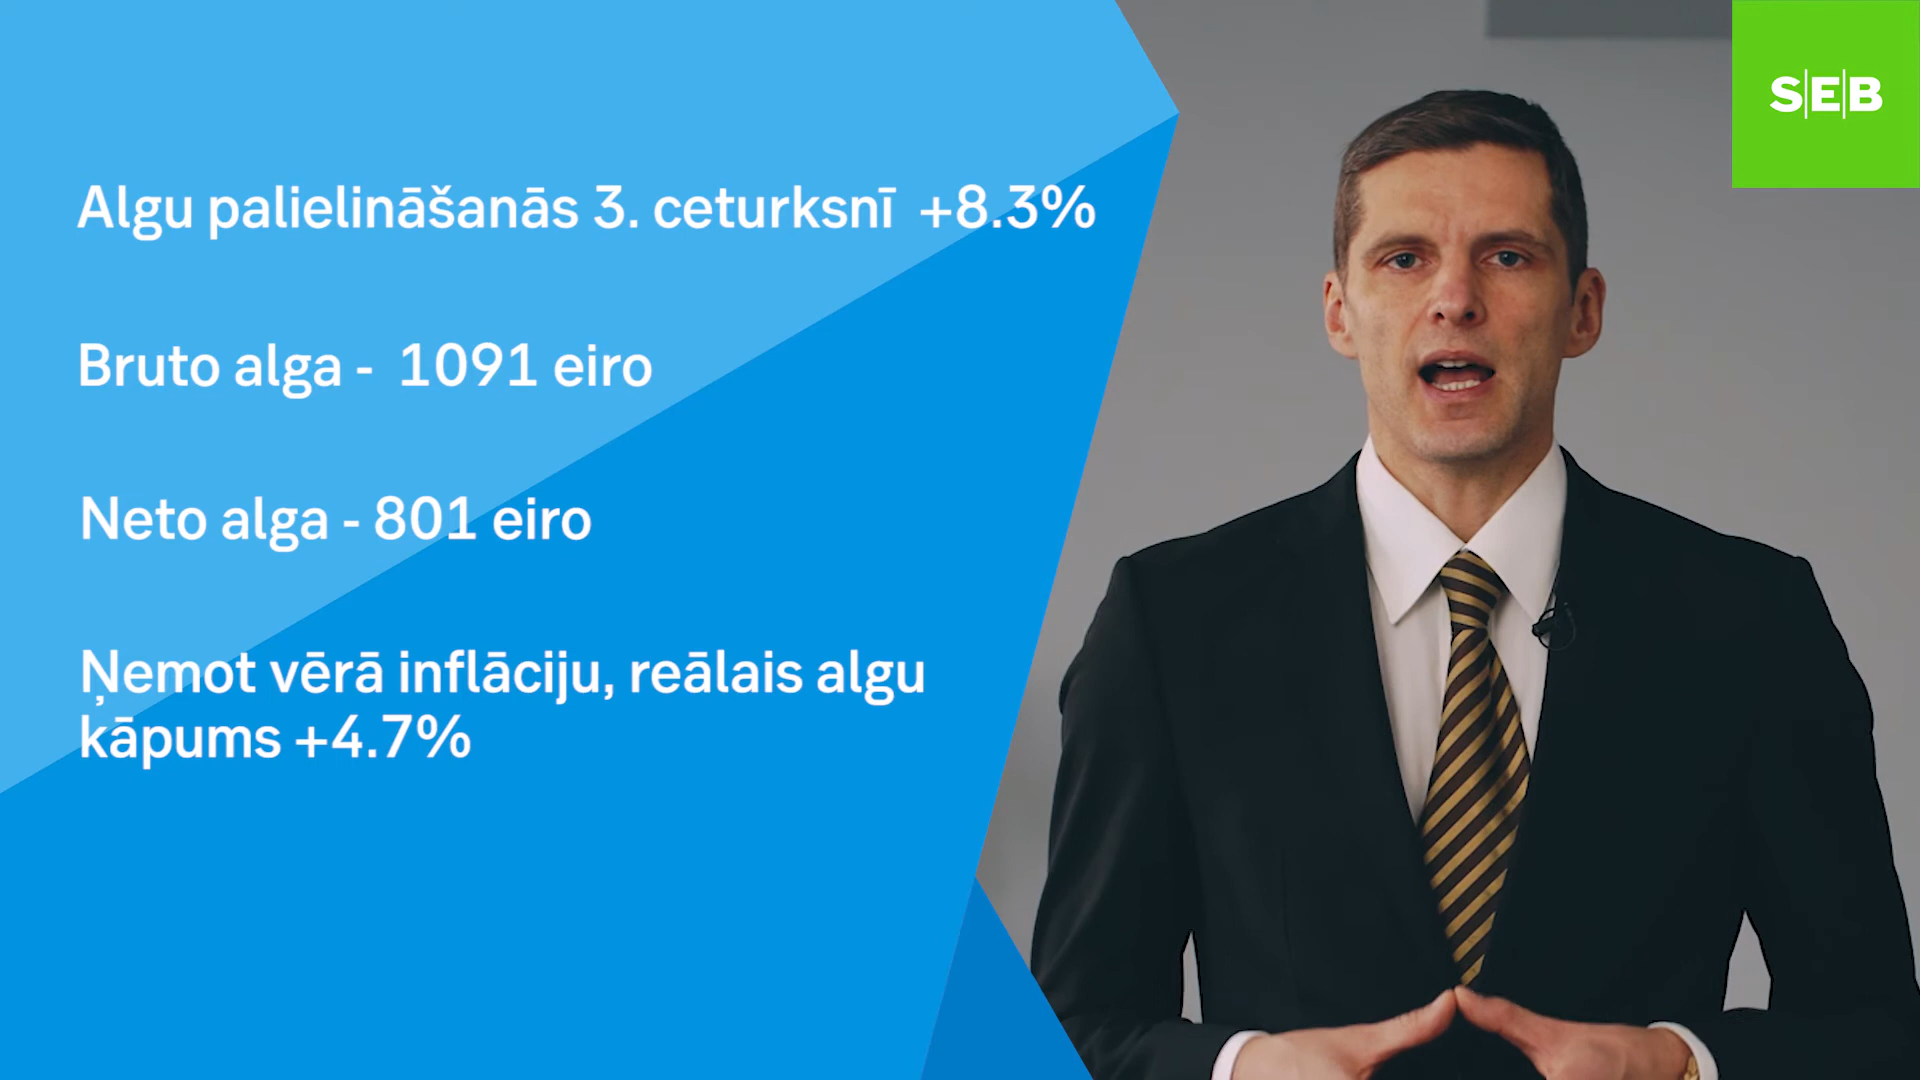 SEB
Algu palielināšanās 3. ceturksnī +8.3%
Bruto alga - 1091 eiro
Neto alga - 801 eiro
Ņemot vērā inflāciju, reālais algu
kāpums +4.7%